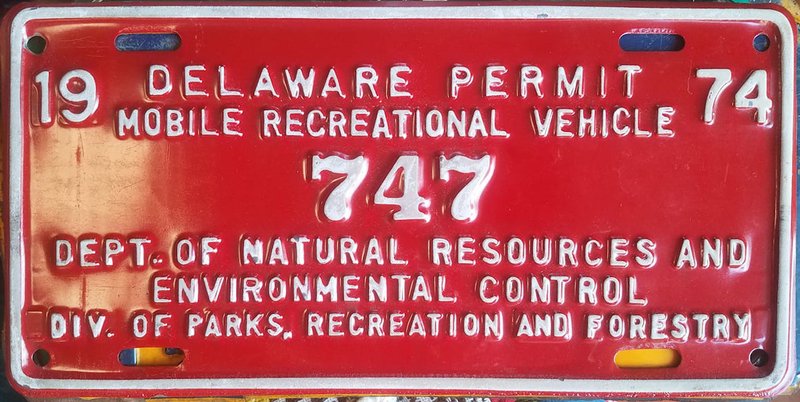 19 DELAWARE PERMIT 74
MOBILE RECREATIONAL VEHICLE
747
DEPT. OF NATURAL RESOURCES AND
ENVIRONMENTAL CONTROL
DIV. OF PARKS, RECREATION AND FORESTRY